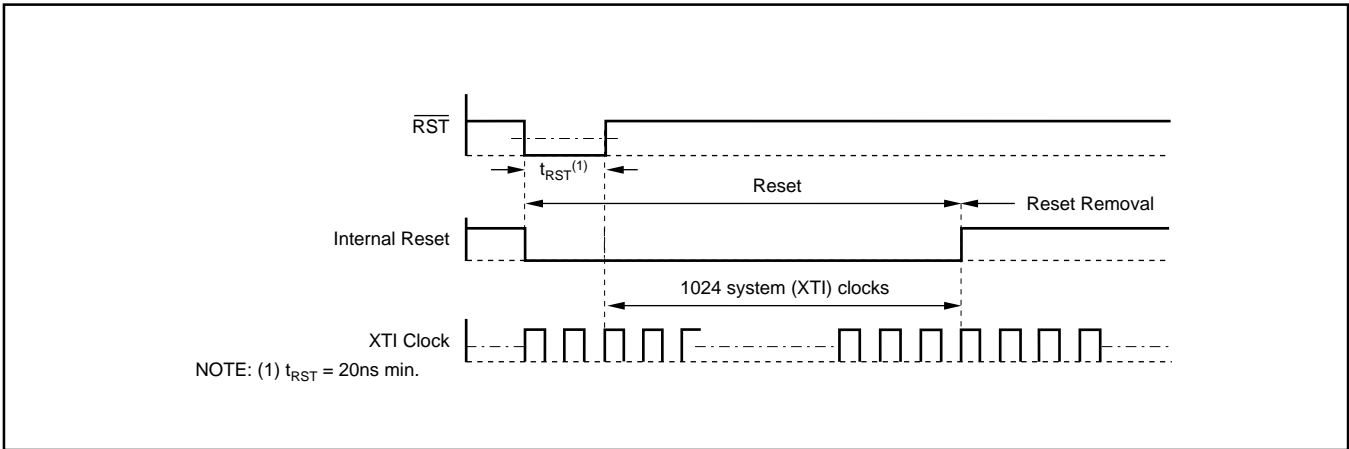 RST
tRST(1)
Reset
Reset Removal
Internal Reset
1024 system (XTI) clocks
XTI Clock
NOTE: (1) tRST = 20ns min.